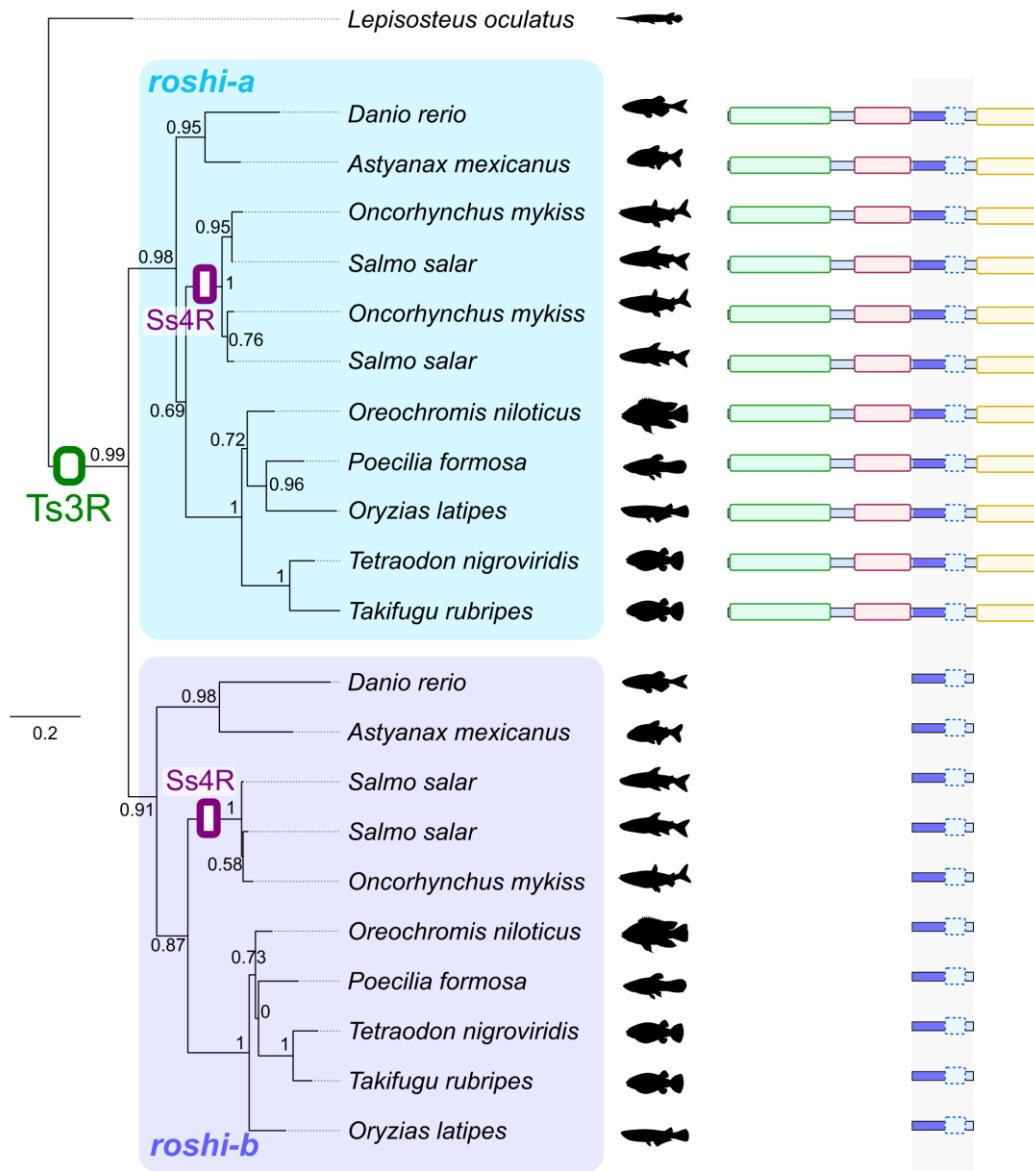 Lepisosteus oculatus
roshi-a
Danio rerio
0.95
Astyanax mexicanus
Oncorhynchus mykiss
0.95
0.98
Salmo salar
1
Ss4R
Oncorhynchus mykiss
0.76
Salmo salar
0.69
Oreochromis niloticus
0.72
0.99
Poecilia formosa
0.96
Ts3R
Oryzias latipes
1
Tetraodon nigroviridis
1
Takifugu rubripes
Danio rerio
0.98
0.2
Astyanax mexicanus
Ss4R
Salmo salar
0.91
1
Salmo salar
0.58
Oncorhynchus mykiss
Oreochromis niloticus
0.87
0.73
Poecilia formosa
0
Tetraodon nigroviridis
1
1
Takifugu rubripes
Oryzias latipes
roshi-b